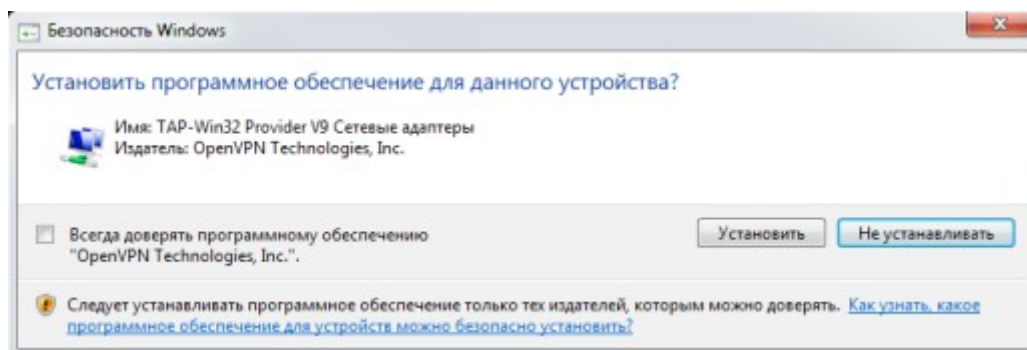 Безопасность Windows
Установить программное обеспечение для данного устройства?
Имя: TAP-Win32 Provider V9 Сетевые адаптеры
Издатель: OpenVPN Technologies, Inc.
Всегда доверять программному обеспечению
"OpenVPN Technologies, Inc.".
Установить
Не устанавливать
Следует устанавливать программное обеспечение только тех издателей, которым можно доверять. Как узнать, какое
программное обеспечение для устройств можно безопасно установить?